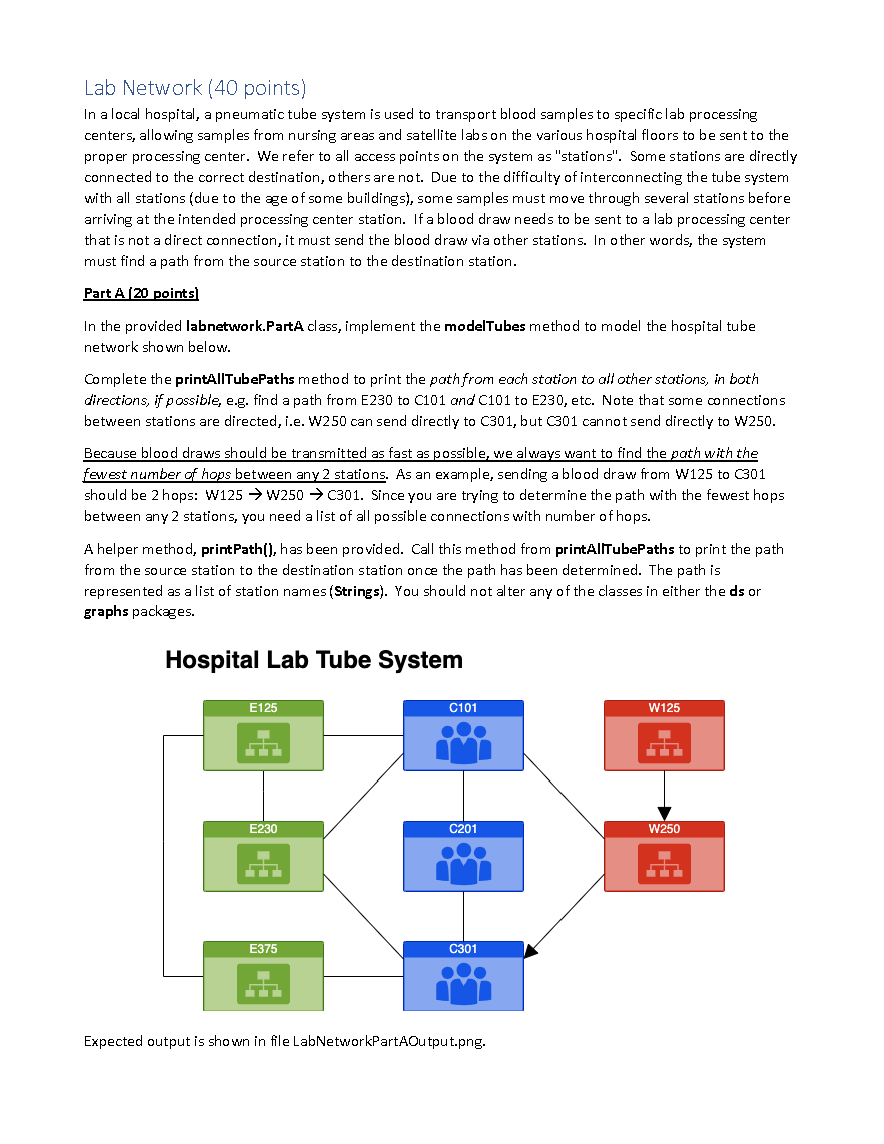 Lab Network (40 points)
In a local hospital, a pneumatic tube system is used to transport blood samples to specific lab processing
centers, allowing samples from nursing areas and satellite labs on the various hospital floors to be sent to the
proper processing center.  We refer to all access points on the system as "stations".  Some stations are directly
connected to the correct destination, others are not.  Due to the difficulty of interconnecting the tube system
with all stations (due to the age of some buildings), some samples must move through several stations before
arriving at the intended processing center station.  If a blood draw needs to be sent to a lab processing center
that is not a direct connection, it must send the blood draw via other stations.  In other words, the system
must find a path from the source station to the destination station.
Part A (20 points)
In the provided labnetwork.PartA class, implement the modelTubes method to model the hospital tube
network shown below.
Complete the printAllTubePaths method to print the path from each station to all other stations, in both
directions, if possible, e.g. find a path from E230 to C101 and C101 to E230, etc.  Note that some connections
between stations are directed, i.e. W250 can send directly to C301, but C301 cannot send directly to W250.
Because blood draws should be transmitted as fast as possible, we always want to find the path with the
fewest number of hops between any 2 stations.  As an example, sending a blood draw from W125 to C301
should be 2 hops:  W125 → W250 → C301.  Since you are trying to determine the path with the fewest hops
between any 2 stations, you need a list of all possible connections with number of hops.
A helper method, printPath(), has been provided.  Call this method from printAllTubePaths to print the path
from the source station to the destination station once the path has been determined.  The path is
represented as a list of station names (Strings).  You should not alter any of the classes in either the ds or
graphs packages.
Hospital Lab Tube System
E125
C101
W125
E230
C201
W250
E375
C301
Expected output is shown in file LabNetworkPartAOutput.png.